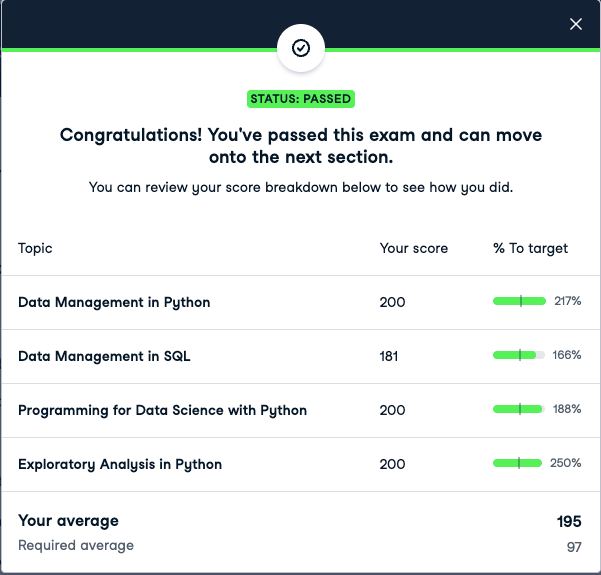 STATUS: PASSED
Congratulations! You've passed this exam and can move
onto the next section.
You can review your score breakdown below to see how you did.
Topic Your score % To target
Data Management in Python 200 217%
Data Management in SQL 181 166%
Programming for Data Science with Python 200 188%
Exploratory Analysis in Python 200 250%
Your average 195
Required average 97